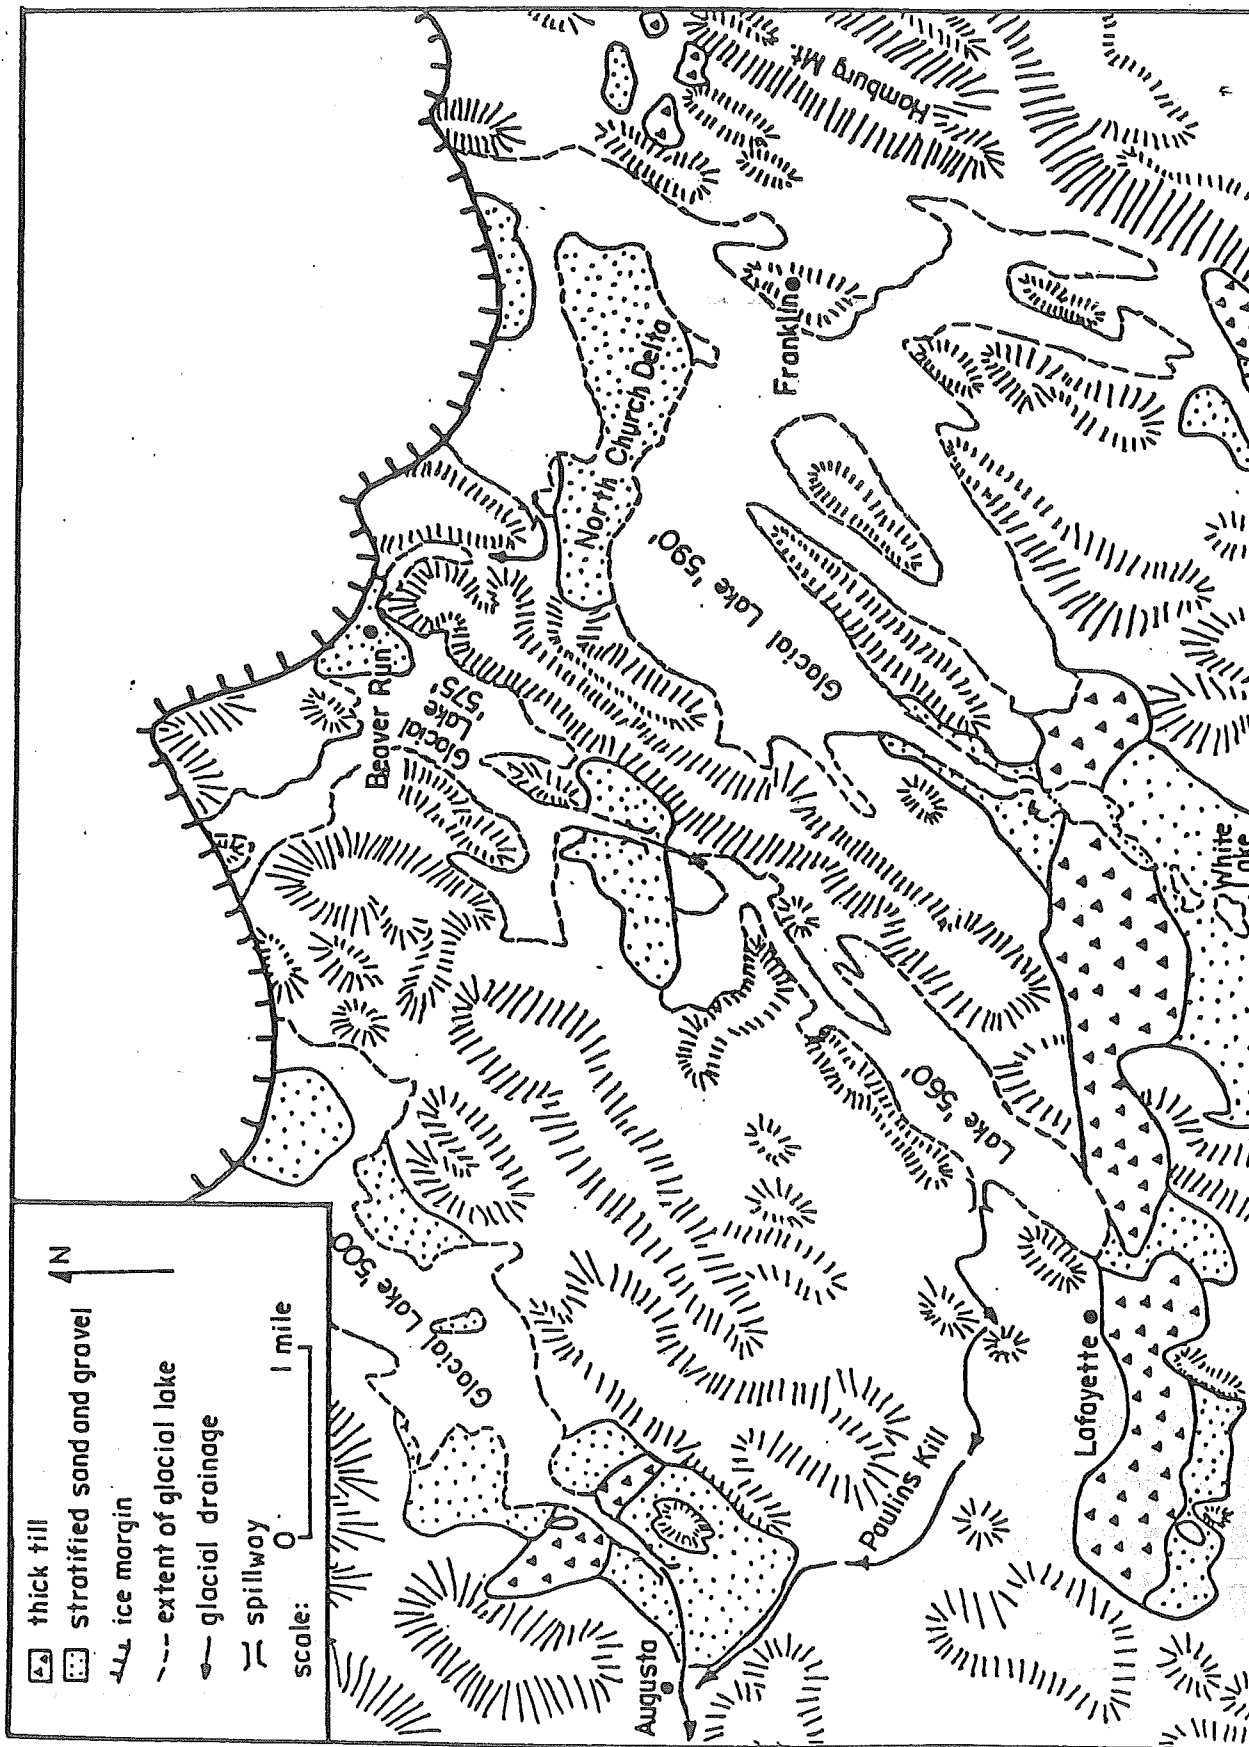 thick till
stratified sand and gravel
ice margin
extent of glacial lake
glacial drainage
spillway
scale:
0
1 mile
N
Glacial Lake '500'
Beaver Run
Glacial
Lake
'575'
North Church Delta
Hamburg Mt.
Glacial Lake '590'
Franklin
Augusta
Paulins Kill
Lake '560'
Lafayette
White
Lake